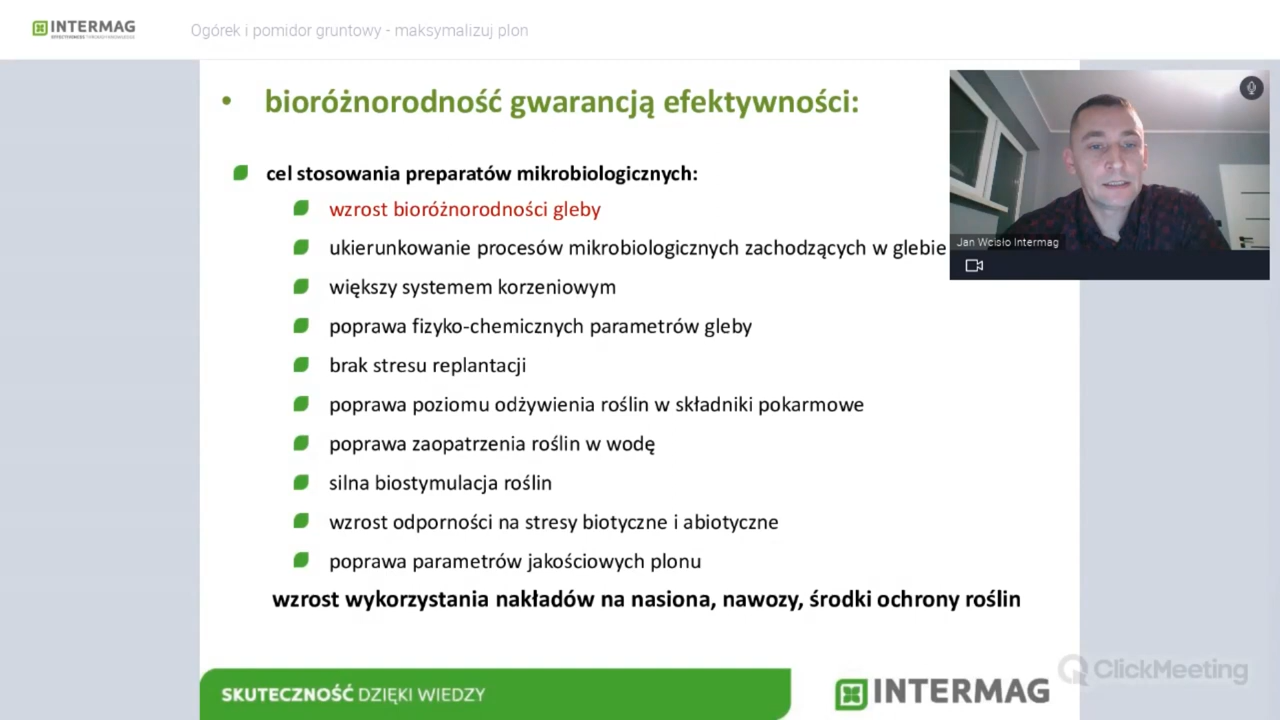 INTERMAG
Ogórek i pomidor gruntowy - maksymalizuj plon
• bioróżnorodność gwarancją efektywności:
cel stosowania preparatów mikrobiologicznych:
wzrost bioróżnorodności gleby
ukierunkowanie procesów mikrobiologicznych zachodzących w glebie
większy systemem korzeniowym
poprawa fizyko-chemicznych parametrów gleby
brak stresu replantacji
poprawa poziomu odżywienia roślin w składniki pokarmowe
poprawa zaopatrzenia roślin w wodę
silna biostymulacja roślin
wzrost odporności na stresy biotyczne i abiotyczne
poprawa parametrów jakościowych plonu
wzrost wykorzystania nakładów na nasiona, nawozy, środki ochrony roślin
Jan Wcisło Intermag
SKUTECZNOŚĆ DZIĘKI WIEDZY
INTERMAG
ClickMeeting